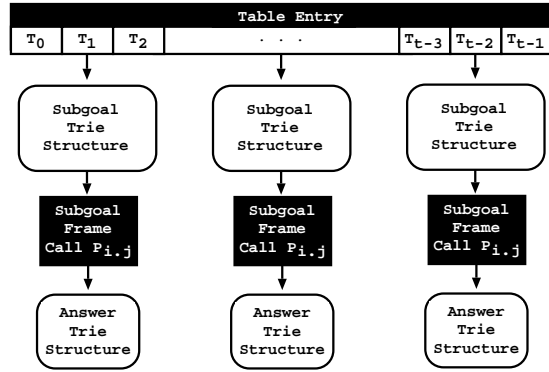 Table Entry
T0 T1 T2 . . . Tt-3 Tt-2 Tt-1
Subgoal Subgoal Subgoal
Trie Trie Trie
Structure Structure Structure
Subgoal Subgoal Subgoal
Frame Frame Frame
Call Pi.j Call Pi.j Call Pi.j
Answer Answer Answer
Trie Trie Trie
Structure Structure Structure